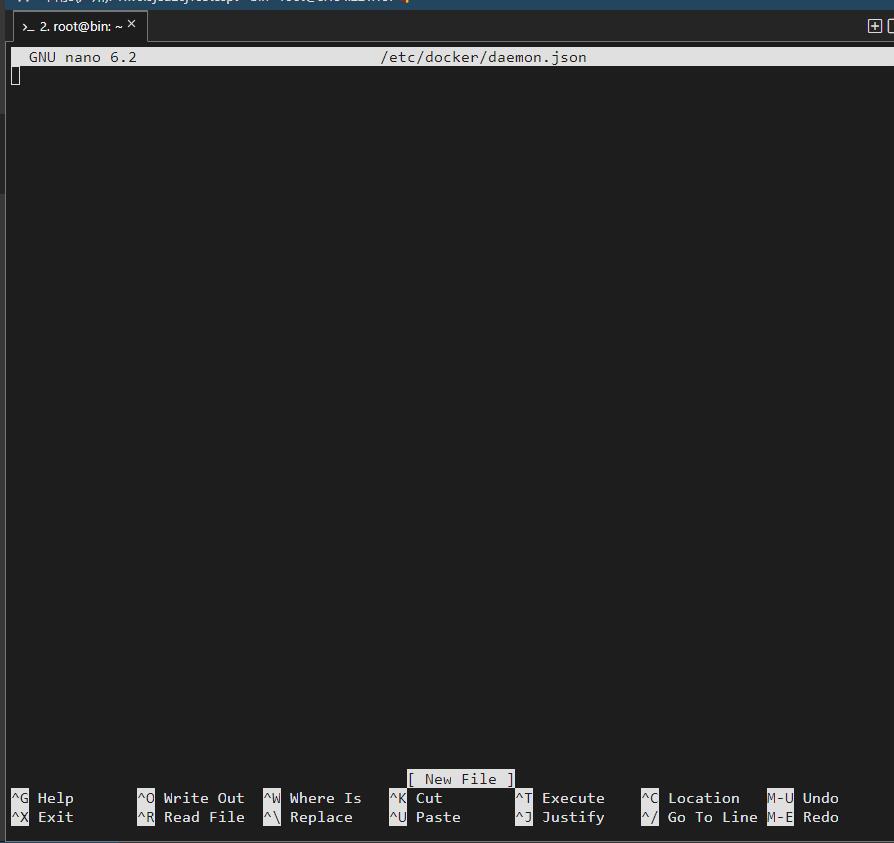 2. root@bin: ~ ×
GNU nano 6.2 /etc/docker/daemon.json
[ New File ]
^G Help ^O Write Out ^W Where Is ^K Cut ^T Execute ^C Location M-U Undo
^X Exit ^R Read File ^\ Replace ^U Paste ^J Justify ^/ Go To Line M-E Redo